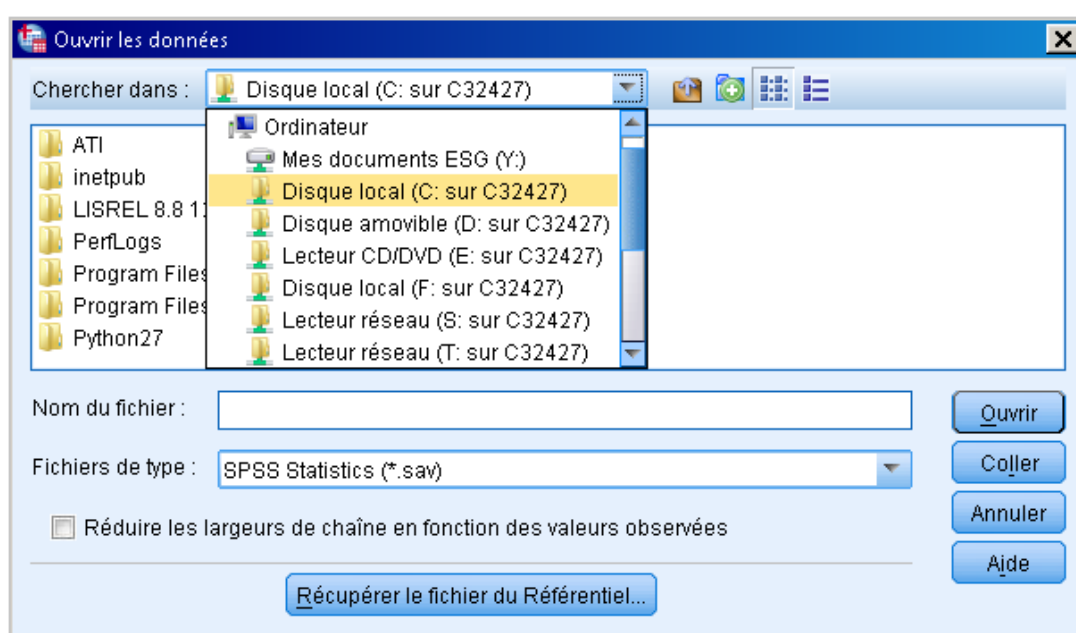 Ouvrir les données
Chercher dans : Disque local (C: sur C32427)
Ordinateur
Mes documents ESG (Y:)
Disque local (C: sur C32427)
Disque amovible (D: sur C32427)
Lecteur CD/DVD (E: sur C32427)
Disque local (F: sur C32427)
Lecteur réseau (S: sur C32427)
Lecteur réseau (T: sur C32427)
ATI
inetpub
LISREL 8.8
PerfLogs
Program Files
Program Files
Python27
Nom du fichier :
Ouvrir
Fichiers de type : SPSS Statistics (*.sav)
Coller
Réduire les largeurs de chaîne en fonction des valeurs observées
Annuler
Aide
Récupérer le fichier du Référentiel...